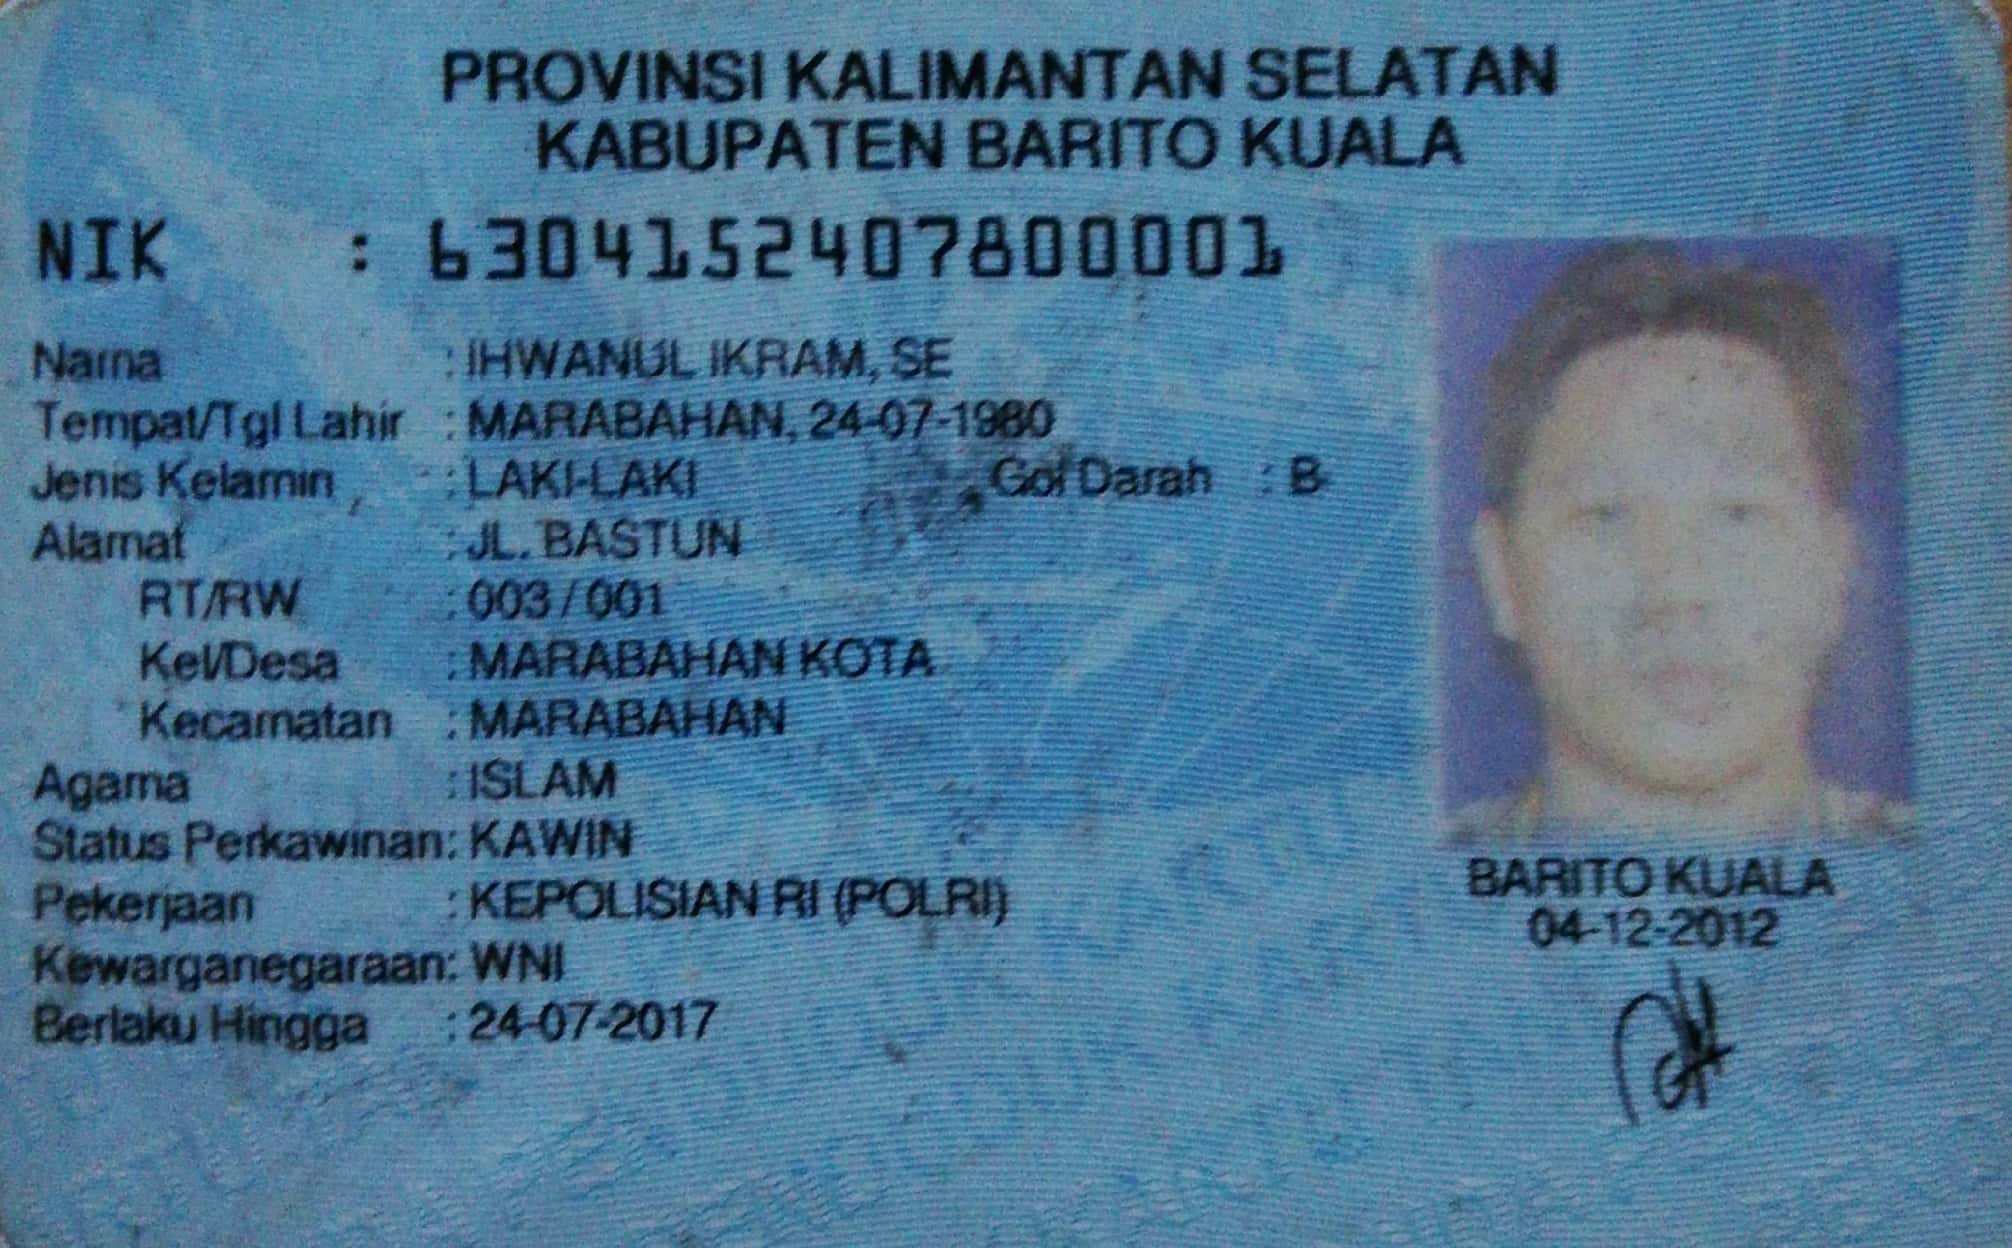 PROVINSI KALIMANTAN SELATAN
KABUPATEN BARITO KUALA
NIK : 6304152407800001
Nama : IHWANUL IKRAM, SE
Tempat/Tgl Lahir : MARABAHAN, 24-07-1980
Jenis Kelamin : LAKI-LAKI Gol Darah : B
Alamat : JL. BASTUN
RT/RW : 003 / 001
Kel/Desa : MARABAHAN KOTA
Kecamatan : MARABAHAN
Agama : ISLAM
Status Perkawinan: KAWIN
Pekerjaan : KEPOLISIAN RI (POLRI)
Kewarganegaraan: WNI
Berlaku Hingga : 24-07-2017
BARITO KUALA
04-12-2012